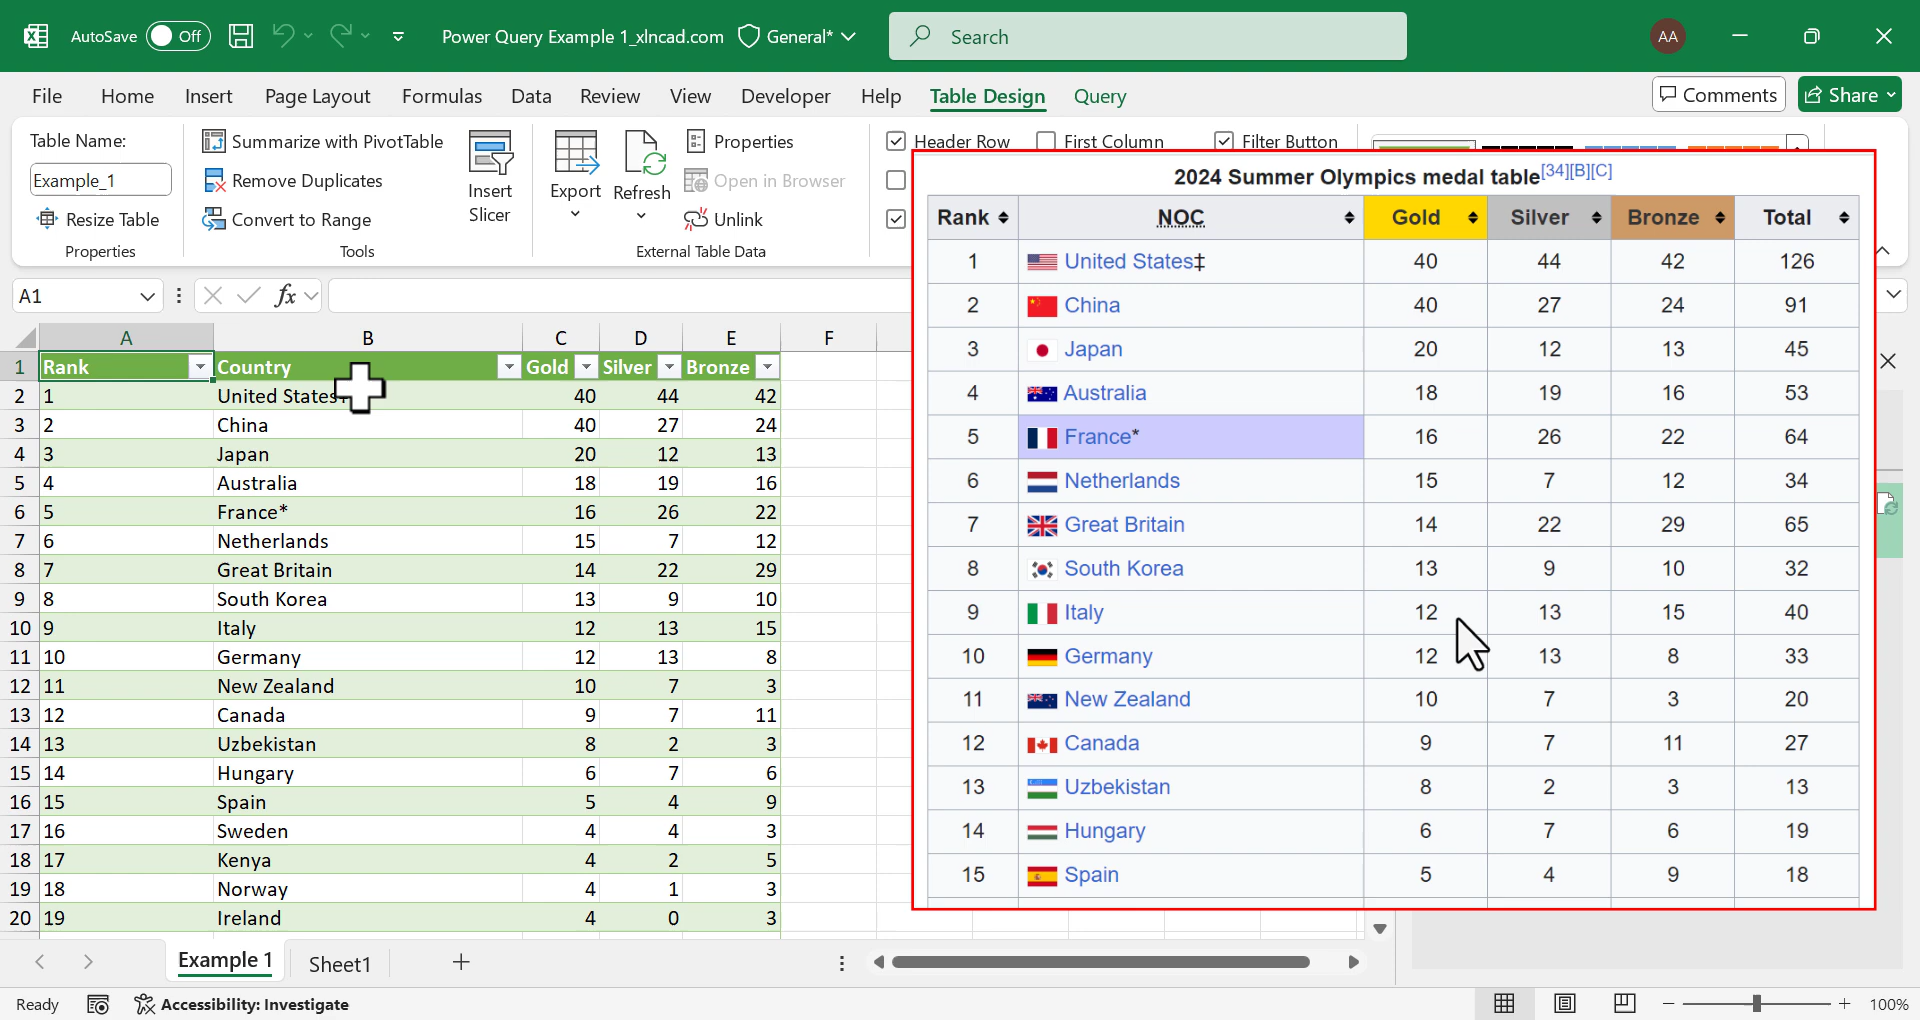 AutoSave Off Power Query Example 1_xlncad.com General* Search AA
File Home Insert Page Layout Formulas Data Review View Developer Help Table Design Query Comments Share
Table Name:
Example_1
Resize Table
Properties
Summarize with PivotTable
Remove Duplicates
Convert to Range
Tools
Insert
Slicer
Export
Refresh
Properties
Open in Browser
Unlink
External Table Data
Header Row First Column Filter Button
A1 fx
A B C D E F
1 Rank Country Gold Silver Bronze
2 1 United States 40 44 42
3 2 China 40 27 24
4 3 Japan 20 12 13
5 4 Australia 18 19 16
6 5 France* 16 26 22
7 6 Netherlands 15 7 12
8 7 Great Britain 14 22 29
9 8 South Korea 13 9 10
10 9 Italy 12 13 15
11 10 Germany 12 13 8
12 11 New Zealand 10 7 3
13 12 Canada 9 7 11
14 13 Uzbekistan 8 2 3
15 14 Hungary 6 7 6
16 15 Spain 5 4 9
17 16 Sweden 4 4 3
18 17 Kenya 4 2 5
19 18 Norway 4 1 3
20 19 Ireland 4 0 3
2024 Summer Olympics medal table[34][B][C]
Rank NOC Gold Silver Bronze Total
1 United States‡ 40 44 42 126
2 China 40 27 24 91
3 Japan 20 12 13 45
4 Australia 18 19 16 53
5 France* 16 26 22 64
6 Netherlands 15 7 12 34
7 Great Britain 14 22 29 65
8 South Korea 13 9 10 32
9 Italy 12 13 15 40
10 Germany 12 13 8 33
11 New Zealand 10 7 3 20
12 Canada 9 7 11 27
13 Uzbekistan 8 2 3 13
14 Hungary 6 7 6 19
15 Spain 5 4 9 18
Example 1 Sheet1
Ready Accessibility: Investigate 100%